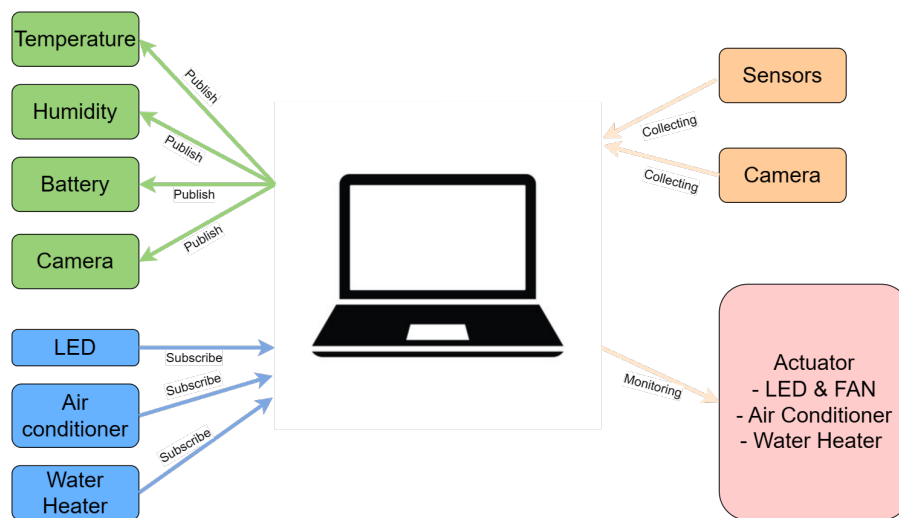 Temperature
Humidity
Battery
Camera
Publish
Publish
Publish
Publish
LED
Air
conditioner
Water
Heater
Subscribe
Subscribe
Subscribe
Sensors
Camera
Collecting
Collecting
Monitoring
Actuator
- LED & FAN
- Air Conditioner
- Water Heater